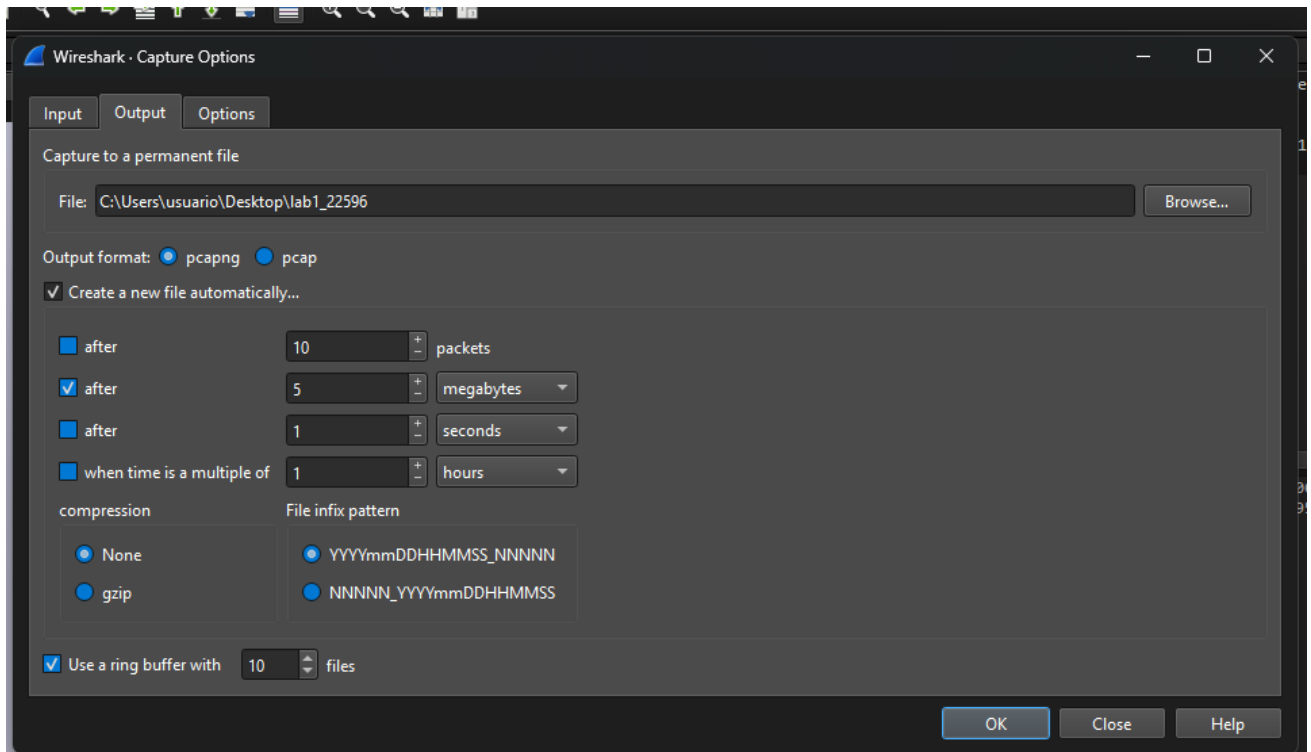 Wireshark · Capture Options
Input Output Options
Capture to a permanent file
File: C:\Users\usuario\Desktop\lab1_22596 Browse...
Output format: pcapng pcap
Create a new file automatically...
after 10 packets
after 5 megabytes
after 1 seconds
when time is a multiple of 1 hours
compression File infix pattern
None YYYYmmDDHHMMSS_NNNNN
gzip NNNNN_YYYYmmDDHHMMSS
Use a ring buffer with 10 files
OK Close Help